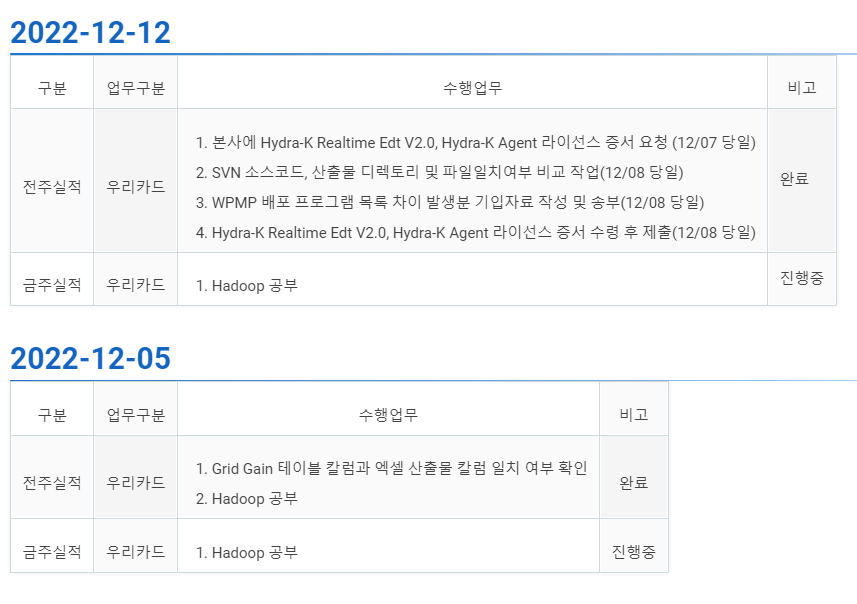 2022-12-12
구분 업무구분 수행업무 비고
전주실적 우리카드 1. 본사에 Hydra-K Realtime Edt V2.0, Hydra-K Agent 라이선스 증서 요청 (12/07 당일)
2. SVN 소스코드, 산출물 디렉토리 및 파일일치여부 비교 작업(12/08 당일)
3. WPMP 배포 프로그램 목록 차이 발생분 기입자료 작성 및 송부(12/08 당일)
4. Hydra-K Realtime Edt V2.0, Hydra-K Agent 라이선스 증서 수령 후 제출(12/08 당일)
완료
금주실적 우리카드 1. Hadoop 공부 진행중
2022-12-05
구분 업무구분 수행업무 비고
전주실적 우리카드 1. Grid Gain 테이블 칼럼과 엑셀 산출물 칼럼 일치 여부 확인
2. Hadoop 공부
완료
금주실적 우리카드 1. Hadoop 공부 진행중